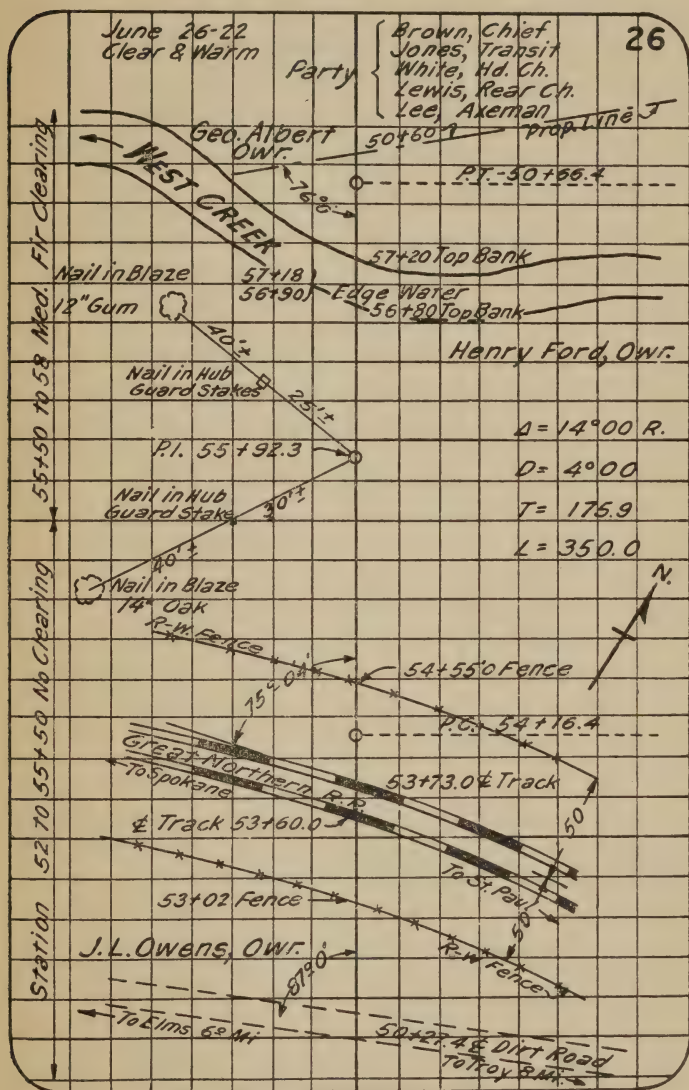 26
June 26-22
Clear & Warm
Party
Brown, Chief
Jones, Transit
White, Hd. Ch.
Lewis, Rear Ch.
Lee, Axeman
Geo. Albert
Owr.
50+60±
Prop. Line
76°0'
P.T.-50+66.4
WEST CREEK
57+20 Top Bank
Nail in Blaze
12" Gum
57+18
56+90
Edge Water
56+80 Top Bank
40'±
Henry Ford, Owr.
Nail in Hub
Guard Stakes
25'±
Δ = 14°00 R.
P.I. 55+92.3
D = 4°00
Nail in Hub
Guard Stake
30'±
T = 175.9
L = 350.0
40'±
Nail in Blaze
14" Oak
N.
R-W. Fence
75°04'
54+55.0 Fence
P.C. 54+16.4
Great Northern R.R.
53+73.0 ℄ Track
To Spokane
℄ Track 53+60.0
50
To St. Paul
53+02 Fence
50
J.L. Owens, Owr.
R-W Fence
87°0'
50+27.4 ℄ Dirt Road
To Elms 6 Mi
To Troy 8 Mi.
55+50 to 58 Med. Fir Clearing
Station 52 to 55+50 No Clearing